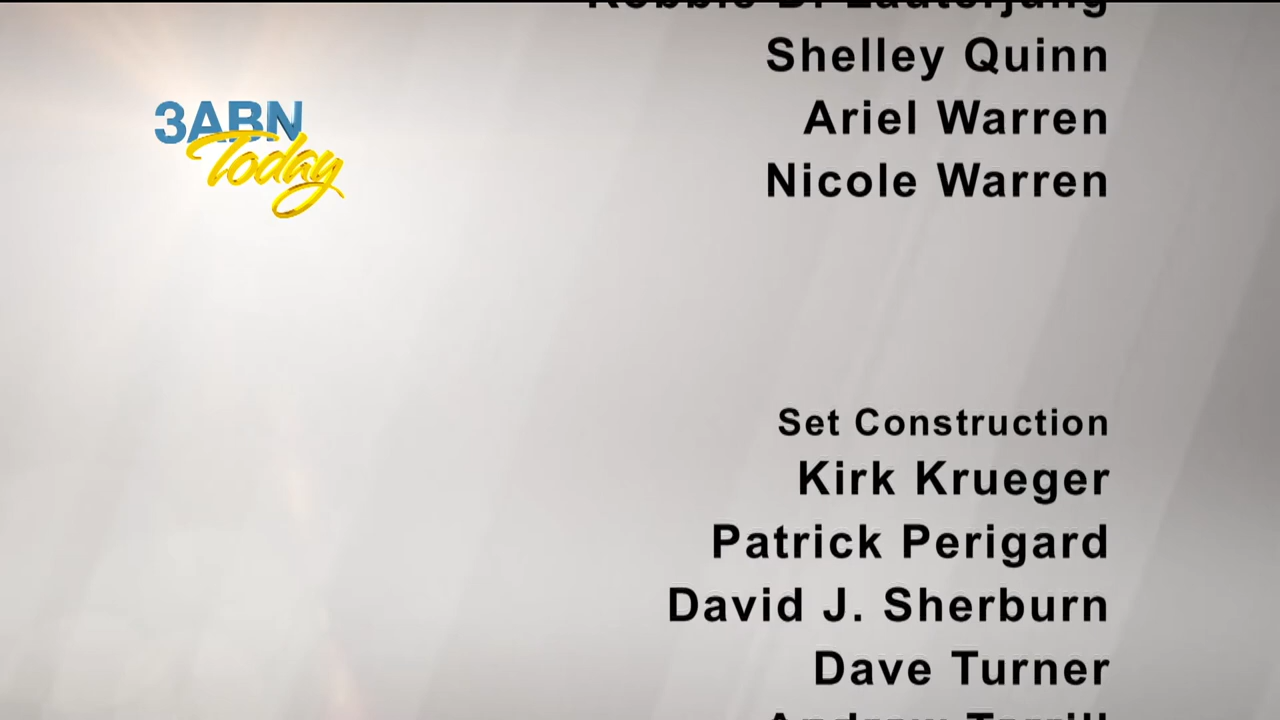 Shelley Quinn
Ariel Warren
Nicole Warren
3ABN
Today
Set Construction
Kirk Krueger
Patrick Perigard
David J. Sherburn
Dave Turner